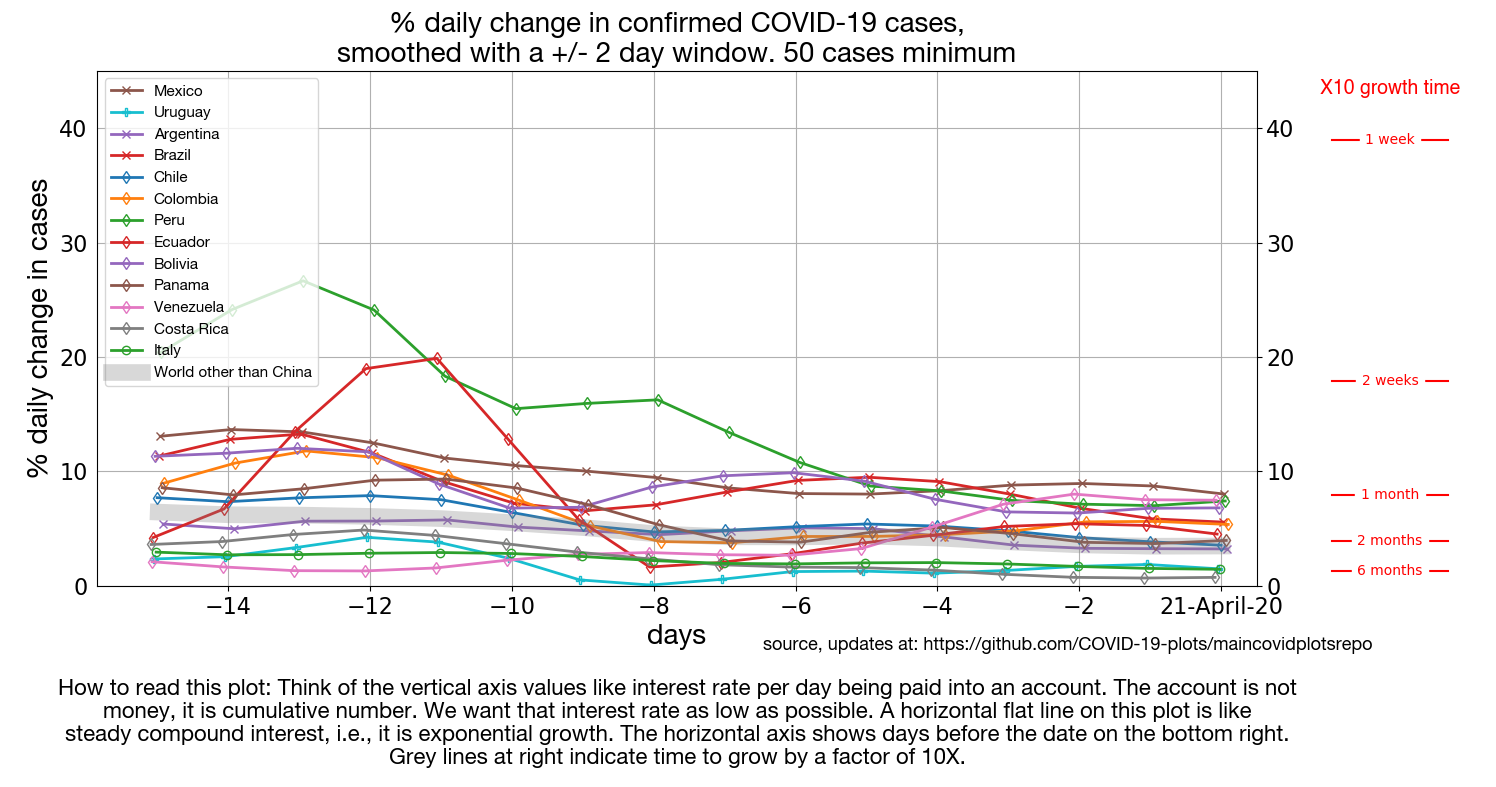 % daily change in confirmed COVID-19 cases,
smoothed with a +/- 2 day window. 50 cases minimum
X10 growth time
Mexico
Uruguay
Argentina
Brazil
Chile
Colombia
Peru
Ecuador
Bolivia
Panama
Venezuela
Costa Rica
Italy
World other than China
% daily change in cases
40
30
20
10
0
40
30
20
10
0
1 week
2 weeks
1 month
2 months
6 months
−14 −12 −10 −8 −6 −4 −2 21-April-20
days
source, updates at: https://github.com/COVID-19-plots/maincovidplotsrepo
How to read this plot: Think of the vertical axis values like interest rate per day being paid into an account. The account is not
money, it is cumulative number. We want that interest rate as low as possible. A horizontal flat line on this plot is like
steady compound interest, i.e., it is exponential growth. The horizontal axis shows days before the date on the bottom right.
Grey lines at right indicate time to grow by a factor of 10X.